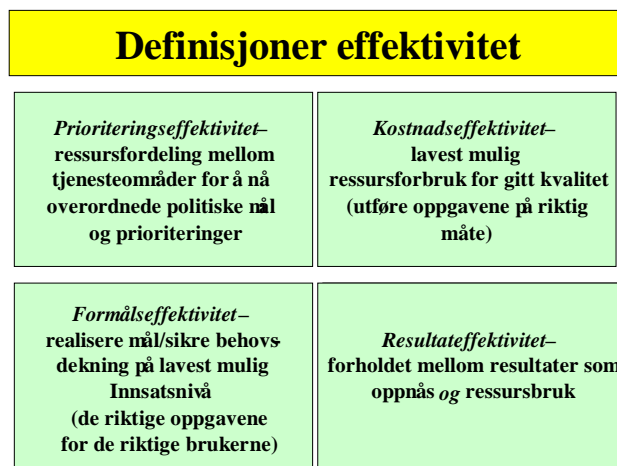 Definisjoner effektivitet
Prioriteringseffektivitet–
ressursfordeling mellom
tjenesteområder for å nå
overordnede politiske mål
og prioriteringer
Kostnadseffektivitet–
lavest mulig
ressursforbruk for gitt kvalitet
(utføre oppgavene på riktig
måte)
Formålseffektivitet–
realisere mål/sikre behovs-
dekning på lavest mulig
Innsatsnivå
(de riktige oppgavene
for de riktige brukerne)
Resultateffektivitet–
forholdet mellom resultater som
oppnås og ressursbruk